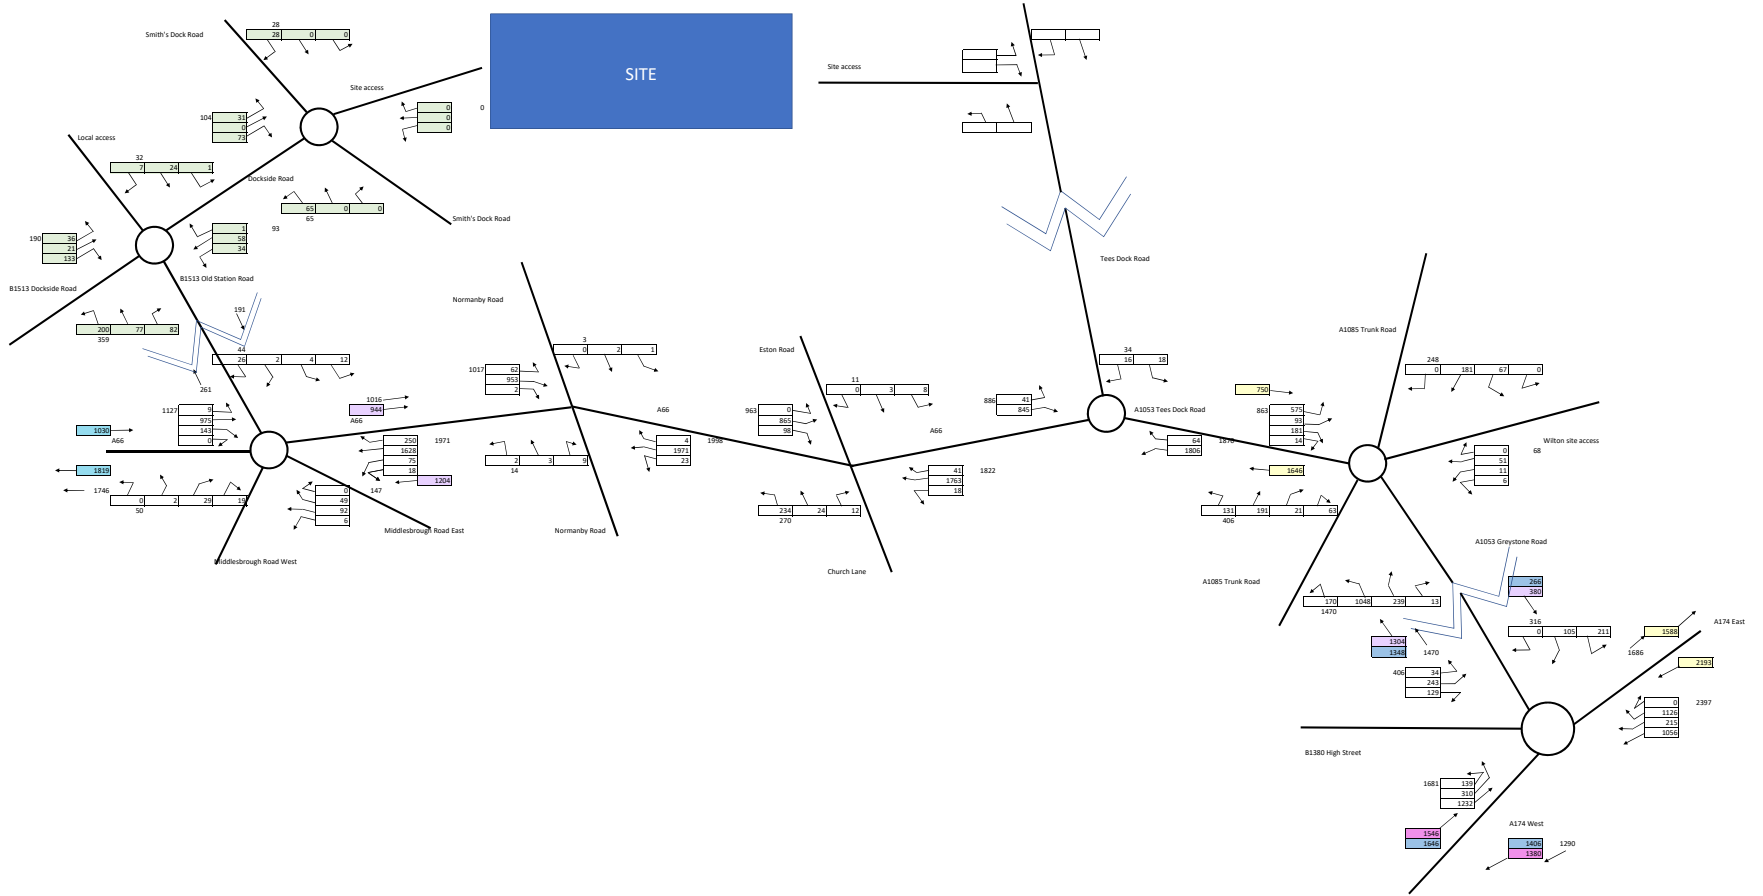 28
Smith's Dock Road
28 0 0
SITE
Site access
Site access
104 31
0
73
0 0
0
0
Local access
32
7 24 1
Dockside Road
65 0 0
65
Smith's Dock Road
190 36
21
133
1 93
58
34
B1513 Dockside Road
B1513 Old Station Road
200 77 82
359
191
44
26 2 4 12
261
Normanby Road
3
0 2 1
1017 62
953
2
Eston Road
11
0 3 8
Tees Dock Road
34
16 18
A1085 Trunk Road
248
0 181 67 0
1127 9
975
143
0
1030
A66
1016
944
A66
250 1971
1628
75
18
1204
1819
1746
0 2 29 19
50
0 147
49
92
6
Middlesbrough Road East
Middlesbrough Road West
2 3 9
14
Normanby Road
A66
4 1998
1971
23
963 0
865
98
A66
886 41
845
41 1822
1763
18
234 24 12
270
Church Lane
A1053 Tees Dock Road
64 1870
1806
750
863 575
93
181
14
1646
Wilton site access
0 68
51
11
6
131 191 21 63
406
A1085 Trunk Road
A1053 Greystone Road
170 1048 239 13
1470
266
380
1304
1348
1470
316
0 105 211
1686
1588
A174 East
2193
406 34
243
129
0 2397
1126
215
1056
B1380 High Street
1681 139
310
1232
A174 West
1546
1646
1406
1380
1290